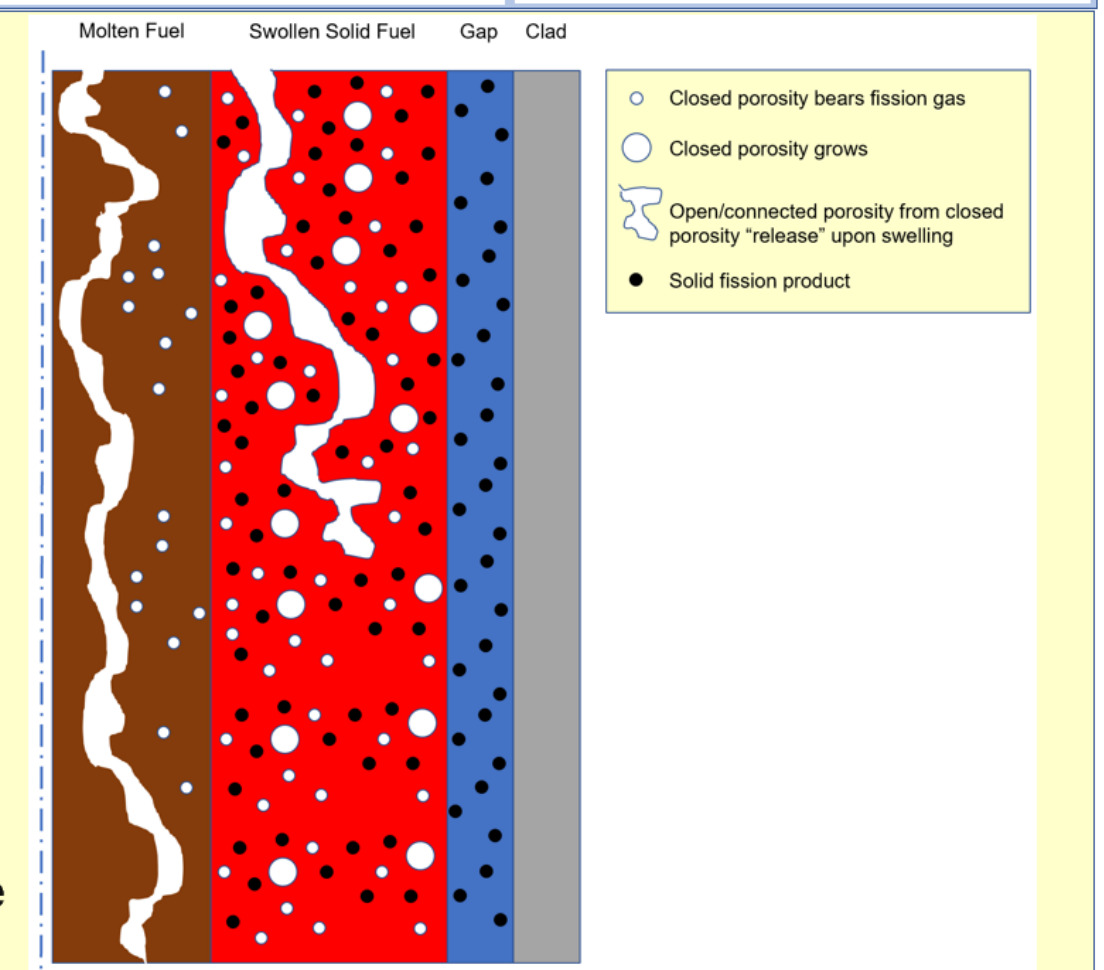 Molten Fuel Swollen Solid Fuel Gap Clad
Closed porosity bears fission gas
Closed porosity grows
Open/connected porosity from closed
porosity “release” upon swelling
Solid fission product
e